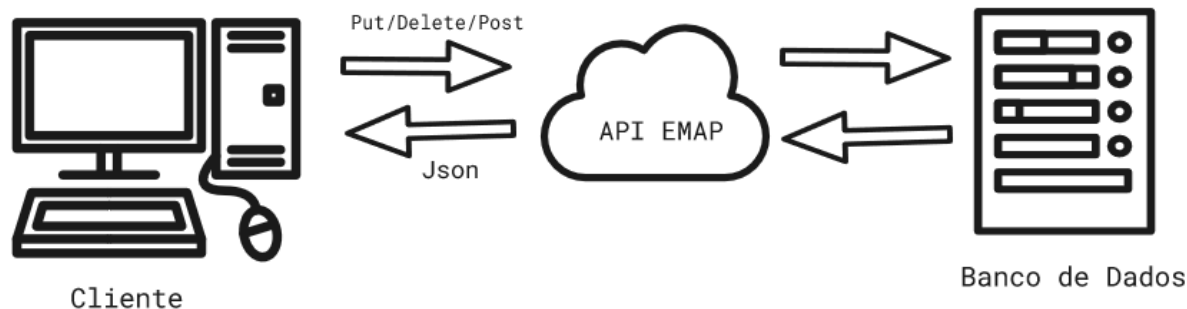 Put/Delete/Post
API EMAP
Json
Banco de Dados
Cliente